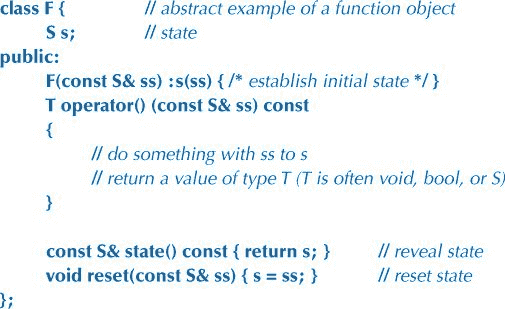 class F { // abstract example of a function object
S s; // state
public:
F(const S& ss) :s(ss) { /* establish initial state */ }
T operator() (const S& ss) const
{
// do something with ss to s
// return a value of type T (T is often void, bool, or S)
}
const S& state() const { return s; } // reveal state
void reset(const S& ss) { s = ss; } // reset state
};